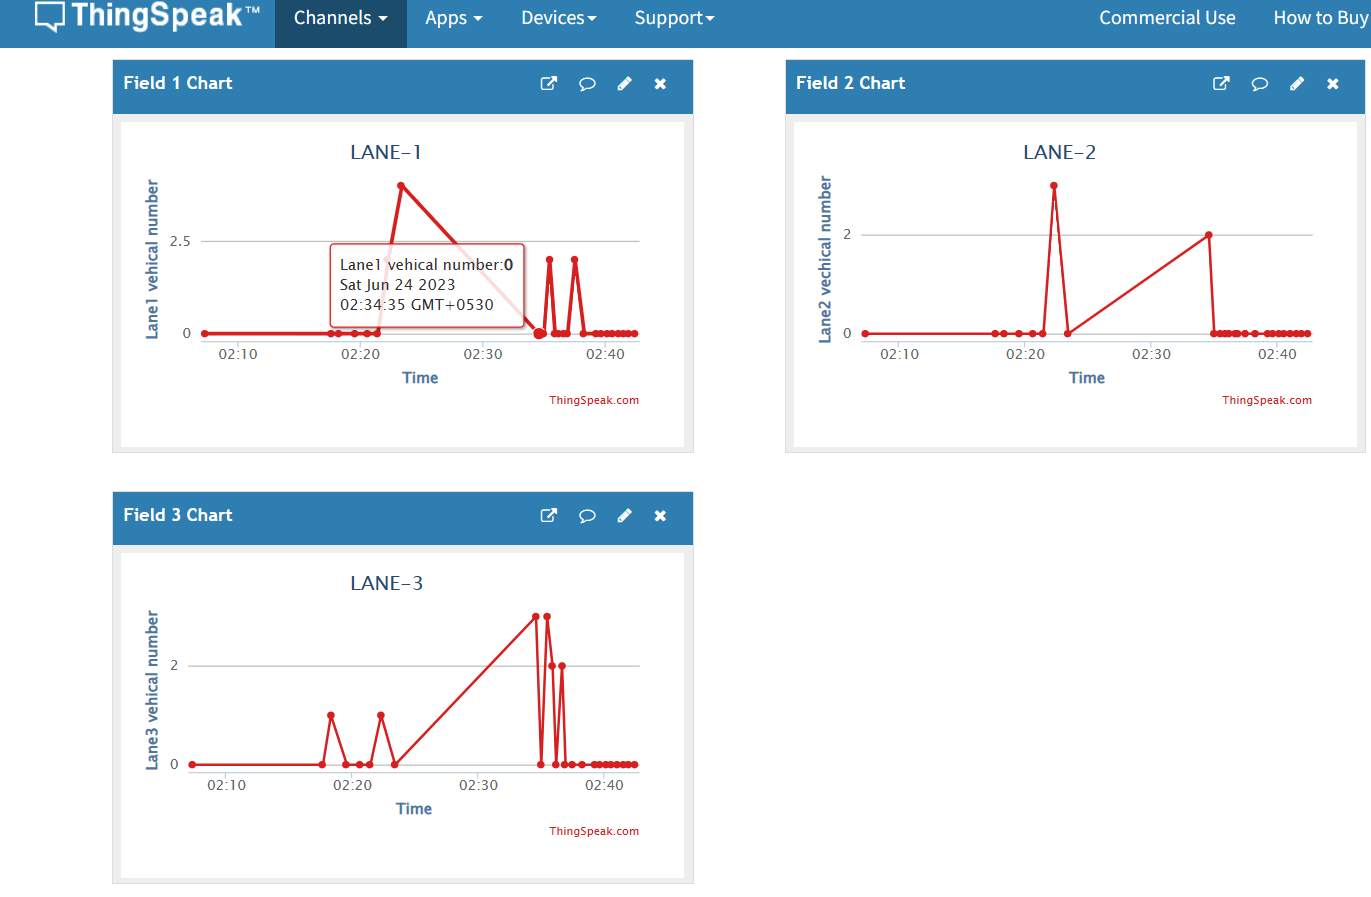 ThingSpeak™ Channels Apps Devices Support Commercial Use How to Buy
Field 1 Chart
LANE-1
Lane1 vehical number
2.5
0
Lane1 vehical number:0
Sat Jun 24 2023
02:34:35 GMT+0530
02:10 02:20 02:30 02:40
Time
ThingSpeak.com
Field 2 Chart
LANE-2
Lane2 vechical number
2
0
02:10 02:20 02:30 02:40
Time
ThingSpeak.com
Field 3 Chart
LANE-3
Lane3 vehical number
2
0
02:10 02:20 02:30 02:40
Time
ThingSpeak.com